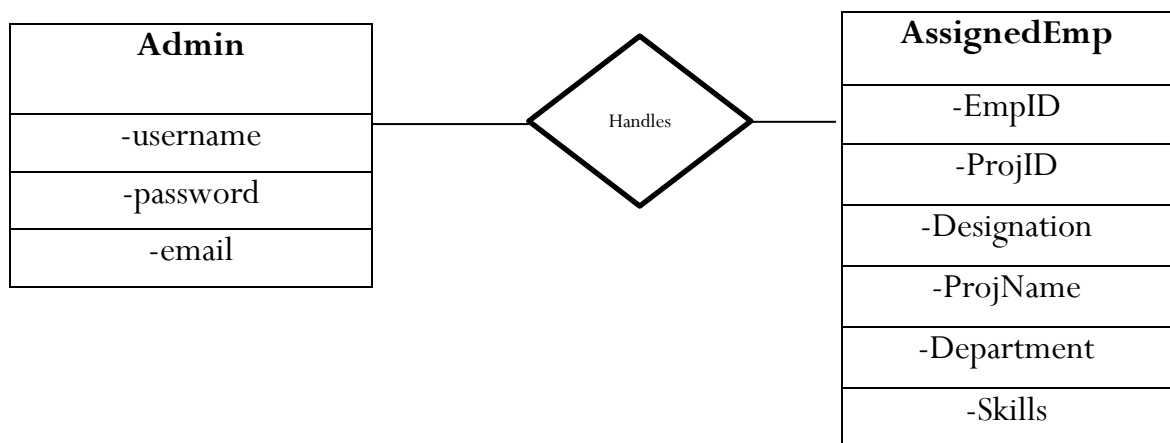 Admin
-username
-password
-email
Handles
AssignedEmp
-EmpID
-ProjID
-Designation
-ProjName
-Department
-Skills